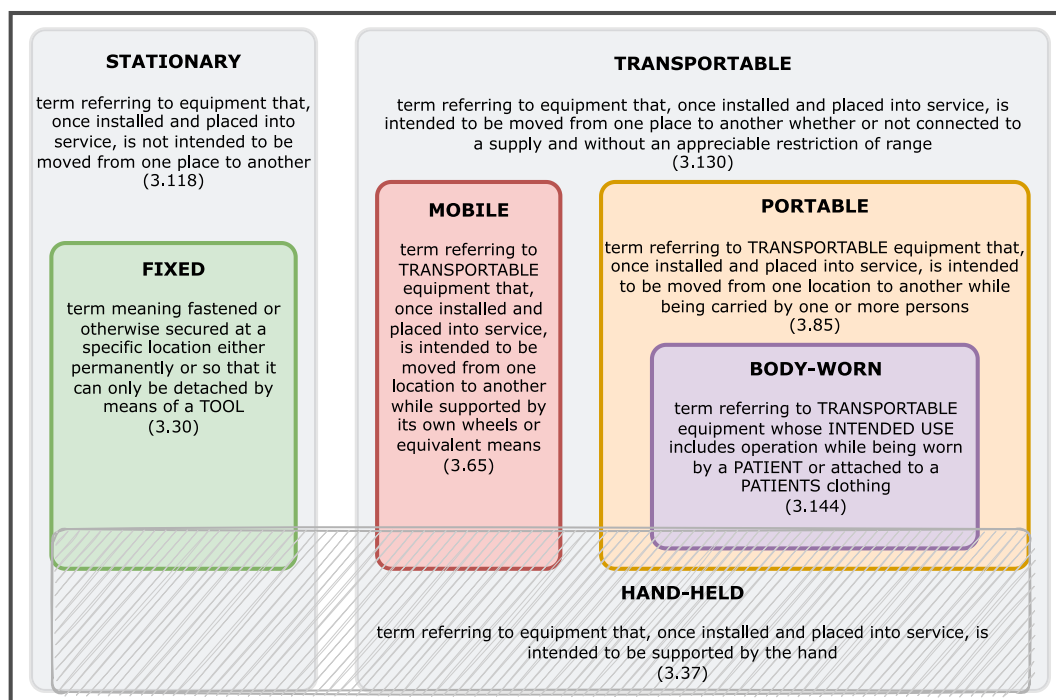 STATIONARY
term referring to equipment that,
once installed and placed into
service, is not intended to be
moved from one place to another
(3.118)
FIXED
term meaning fastened or
otherwise secured at a
specific location either
permanently or so that it
can only be detached by
means of a TOOL
(3.30)
TRANSPORTABLE
term referring to equipment that, once installed and placed into service, is
intended to be moved from one place to another whether or not connected to
a supply and without an appreciable restriction of range
(3.130)
MOBILE
term referring to
TRANSPORTABLE
equipment that,
once installed and
placed into service,
is intended to be
moved from one
location to another
while supported by
its own wheels or
equivalent means
(3.65)
PORTABLE
term referring to TRANSPORTABLE equipment that,
once installed and placed into service, is intended
to be moved from one location to another while
being carried by one or more persons
(3.85)
BODY-WORN
term referring to TRANSPORTABLE
equipment whose INTENDED USE
includes operation while being worn
by a PATIENT or attached to a
PATIENTS clothing
(3.144)
HAND-HELD
term referring to equipment that, once installed and placed into service, is
intended to be supported by the hand
(3.37)